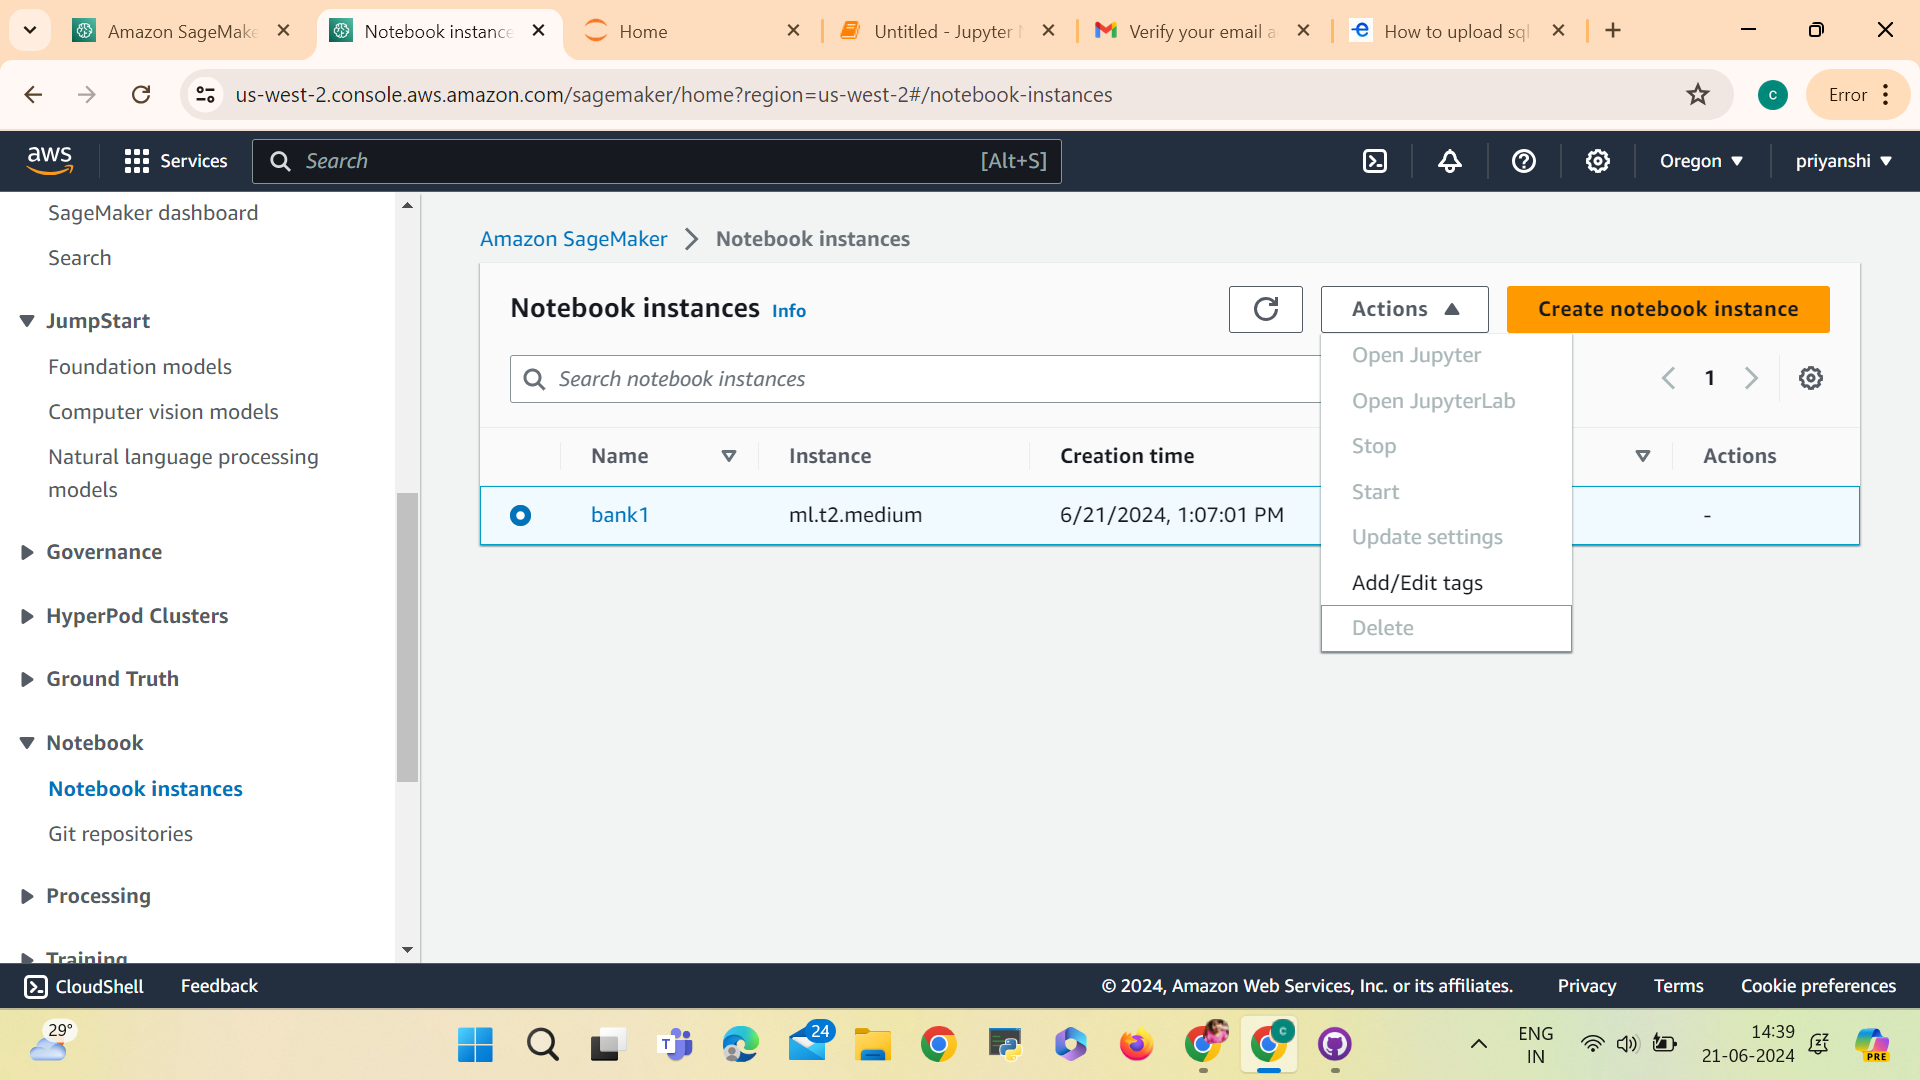 Amazon SageMake
Notebook instance
Home
Untitled - Jupyter N
Verify your email a
How to upload sql
us-west-2.console.aws.amazon.com/sagemaker/home?region=us-west-2#/notebook-instances
c
Error
aws
Services
Search
[Alt+S]
Oregon
priyanshi
SageMaker dashboard
Search
JumpStart
Foundation models
Computer vision models
Natural language processing
models
Governance
HyperPod Clusters
Ground Truth
Notebook
Notebook instances
Git repositories
Processing
Training
Amazon SageMaker
Notebook instances
Notebook instances Info
Actions
Create notebook instance
Search notebook instances
1
Open Jupyter
Open JupyterLab
Stop
Start
Update settings
Add/Edit tags
Delete
Name
Instance
Creation time
Actions
bank1
ml.t2.medium
6/21/2024, 1:07:01 PM
-
CloudShell
Feedback
© 2024, Amazon Web Services, Inc. or its affiliates.
Privacy
Terms
Cookie preferences
29°
24
c
ENG
IN
14:39
21-06-2024
PRE